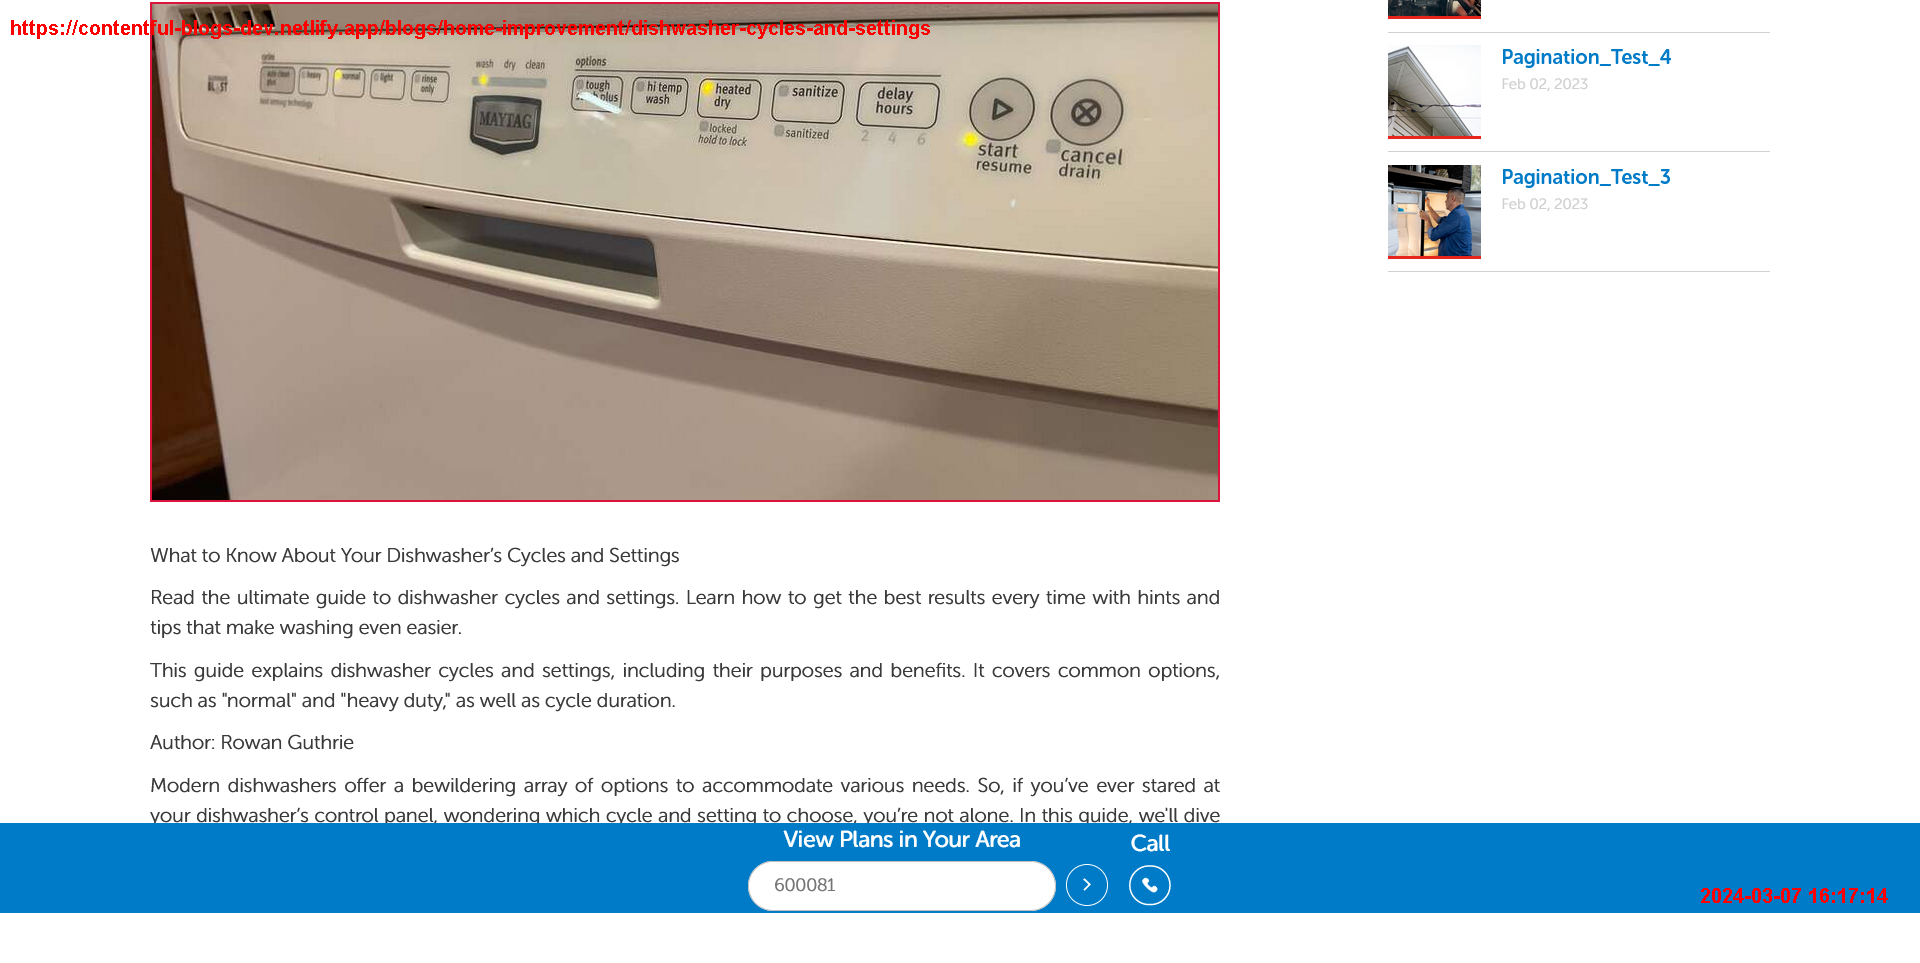 https://contentful-blogs-dev.netlify.app/blogs/home-improvement/dishwasher-cycles-and-settings
cycles
auto clean plus
heavy
normal
light
rinse only
soil sensing technology
wash dry clean
MAYTAG
options
tough plus
hi temp wash
heated dry
locked
hold to lock
sanitize
sanitized
delay hours
2 4 6
start resume
cancel drain
Pagination_Test_4
Feb 02, 2023
Pagination_Test_3
Feb 02, 2023
What to Know About Your Dishwasher’s Cycles and Settings
Read the ultimate guide to dishwasher cycles and settings. Learn how to get the best results every time with hints and
tips that make washing even easier.
This guide explains dishwasher cycles and settings, including their purposes and benefits. It covers common options,
such as "normal" and "heavy duty," as well as cycle duration.
Author: Rowan Guthrie
Modern dishwashers offer a bewildering array of options to accommodate various needs. So, if you’ve ever stared at
your dishwasher’s control panel, wondering which cycle and setting to choose, you’re not alone. In this guide, we'll dive
View Plans in Your Area
Call
600081
2024-03-07 16:17:14